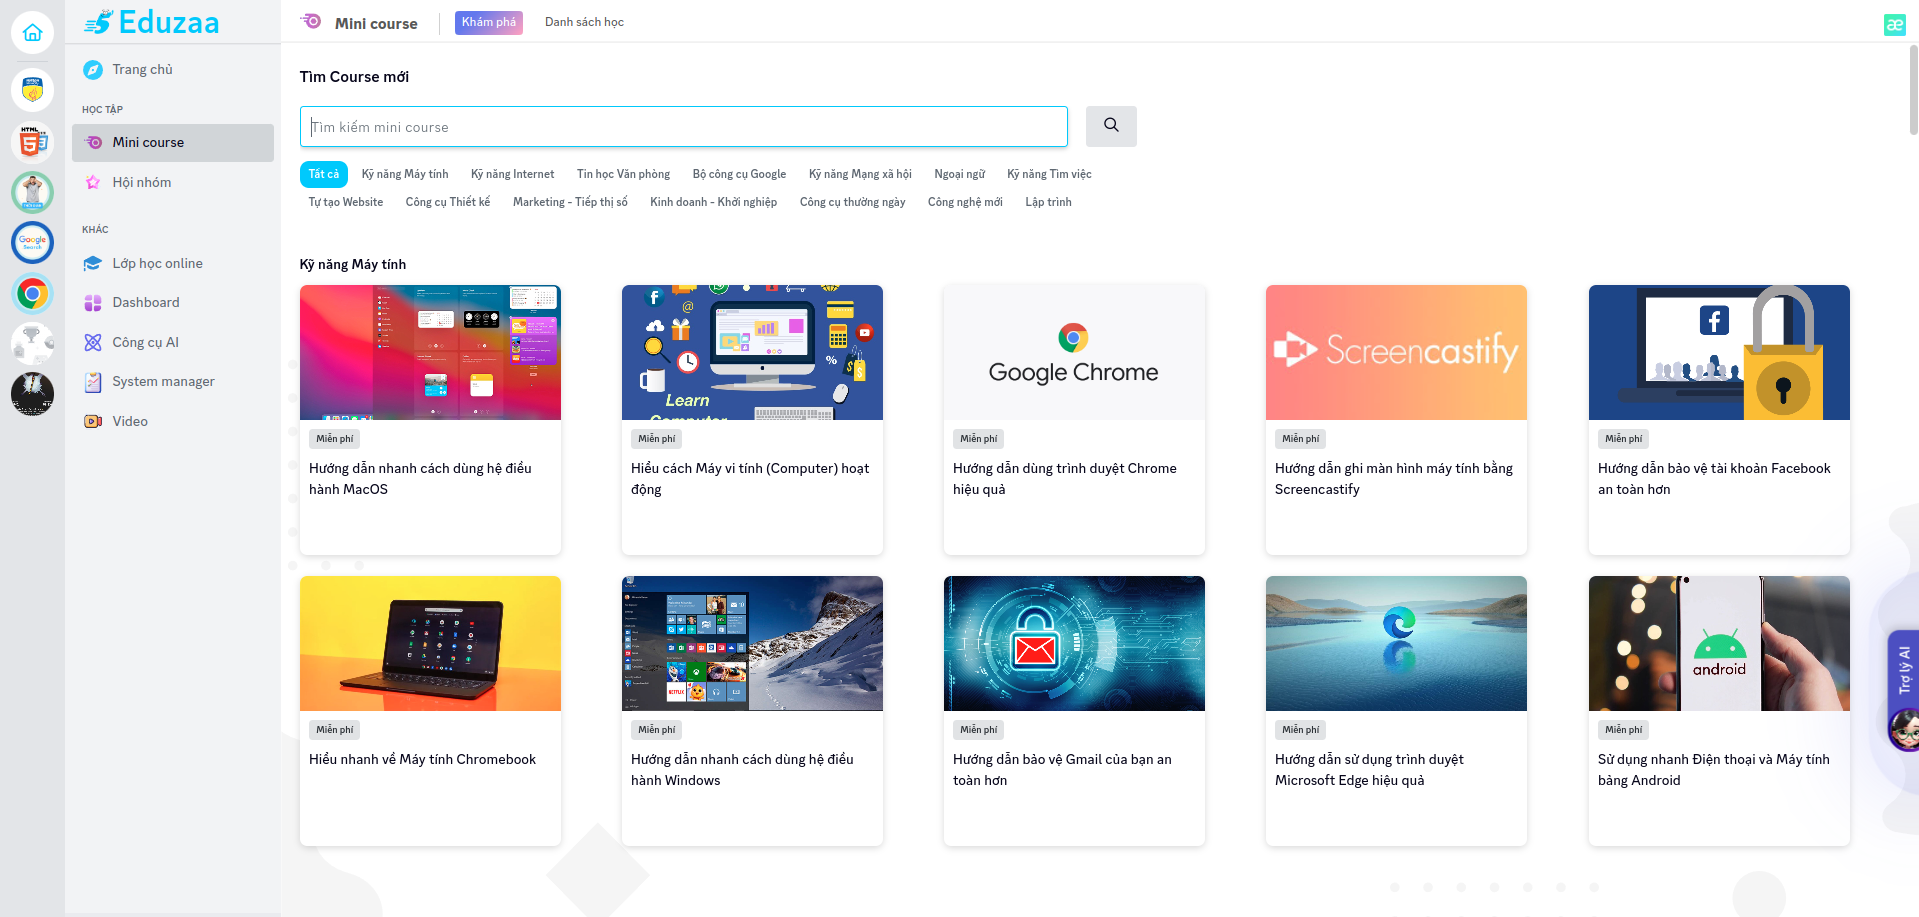 Eduzaa
Mini course
Khám phá
Danh sách học
æ
Trang chủ
HỌC TẬP
Mini course
Hội nhóm
KHÁC
Lớp học online
Dashboard
Công cụ AI
System manager
Video
HTML
Google
Search
Tìm Course mới
Tìm kiếm mini course
Tất cả
Kỹ năng Máy tính
Kỹ năng Internet
Tin học Văn phòng
Bộ công cụ Google
Kỹ năng Mạng xã hội
Ngoại ngữ
Kỹ năng Tìm việc
Tự tạo Website
Công cụ Thiết kế
Marketing - Tiếp thị số
Kinh doanh - Khởi nghiệp
Công cụ thường ngày
Công nghệ mới
Lập trình
Kỹ năng Máy tính
Miễn phí
Hướng dẫn nhanh cách dùng hệ điều
hành MacOS
Learn
Computer
Miễn phí
Hiểu cách Máy vi tính (Computer) hoạt
động
Google Chrome
Miễn phí
Hướng dẫn dùng trình duyệt Chrome
hiệu quả
Screencastify
Miễn phí
Hướng dẫn ghi màn hình máy tính bằng
Screencastify
Miễn phí
Hướng dẫn bảo vệ tài khoản Facebook
an toàn hơn
Miễn phí
Hiểu nhanh về Máy tính Chromebook
NETFLIX
Miễn phí
Hướng dẫn nhanh cách dùng hệ điều
hành Windows
Miễn phí
Hướng dẫn bảo vệ Gmail của bạn an
toàn hơn
Miễn phí
Hướng dẫn sử dụng trình duyệt
Microsoft Edge hiệu quả
android
Miễn phí
Sử dụng nhanh Điện thoại và Máy tính
bảng Android
Trợ lý AI